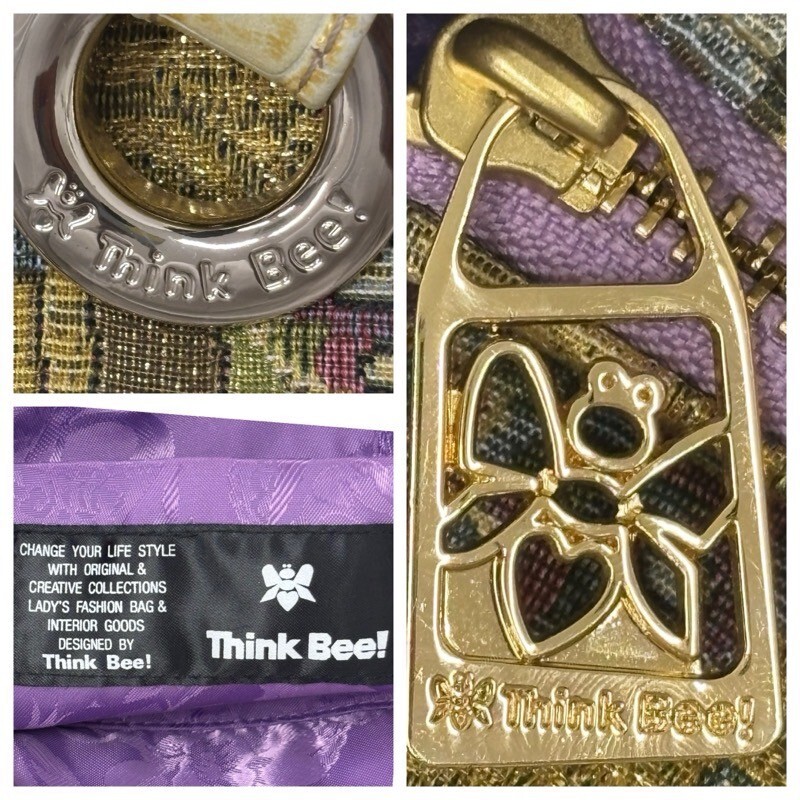 Think Bee!
CHANGE YOUR LIFE STYLE
WITH ORIGINAL &
CREATIVE COLLECTIONS
LADY'S FASHION BAG &
INTERIOR GOODS
DESIGNED BY
Think Bee!
Think Bee!
Think Bee!